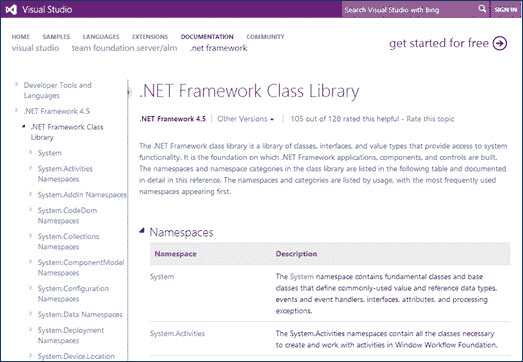 Visual Studio
Search Visual Studio with Bing
SIGN IN
HOME SAMPLES LANGUAGES EXTENSIONS DOCUMENTATION COMMUNITY
visual studio team foundation server/alm .net framework
get started for free
Developer Tools and
Languages
.NET Framework 4.5
.NET Framework Class
Library
System
System.Activities
Namespaces
System.AddIn Namespaces
System.CodeDom
Namespaces
System.Collections
Namespaces
System.ComponentModel
Namespaces
System.Configuration
Namespaces
System.Data Namespaces
System.Deployment
Namespaces
System.Device.Location
.NET Framework Class Library
.NET Framework 4.5 Other Versions 105 out of 128 rated this helpful - Rate this topic
The .NET Framework class library is a library of classes, interfaces, and value types that provide access to system
functionality. It is the foundation on which .NET Framework applications, components, and controls are built.
The namespaces and namespace categories in the class library are listed in the following table and documented
in detail in this reference. The namespaces and categories are listed by usage, with the most frequently used
namespaces appearing first.
Namespaces
Namespace Description
System The System namespace contains fundamental classes and base
classes that define commonly-used value and reference data types,
events and event handlers, interfaces, attributes, and processing
exceptions.
System.Activities The System.Activities namespaces contain all the classes necessary
to create and work with activities in Window Workflow Foundation.